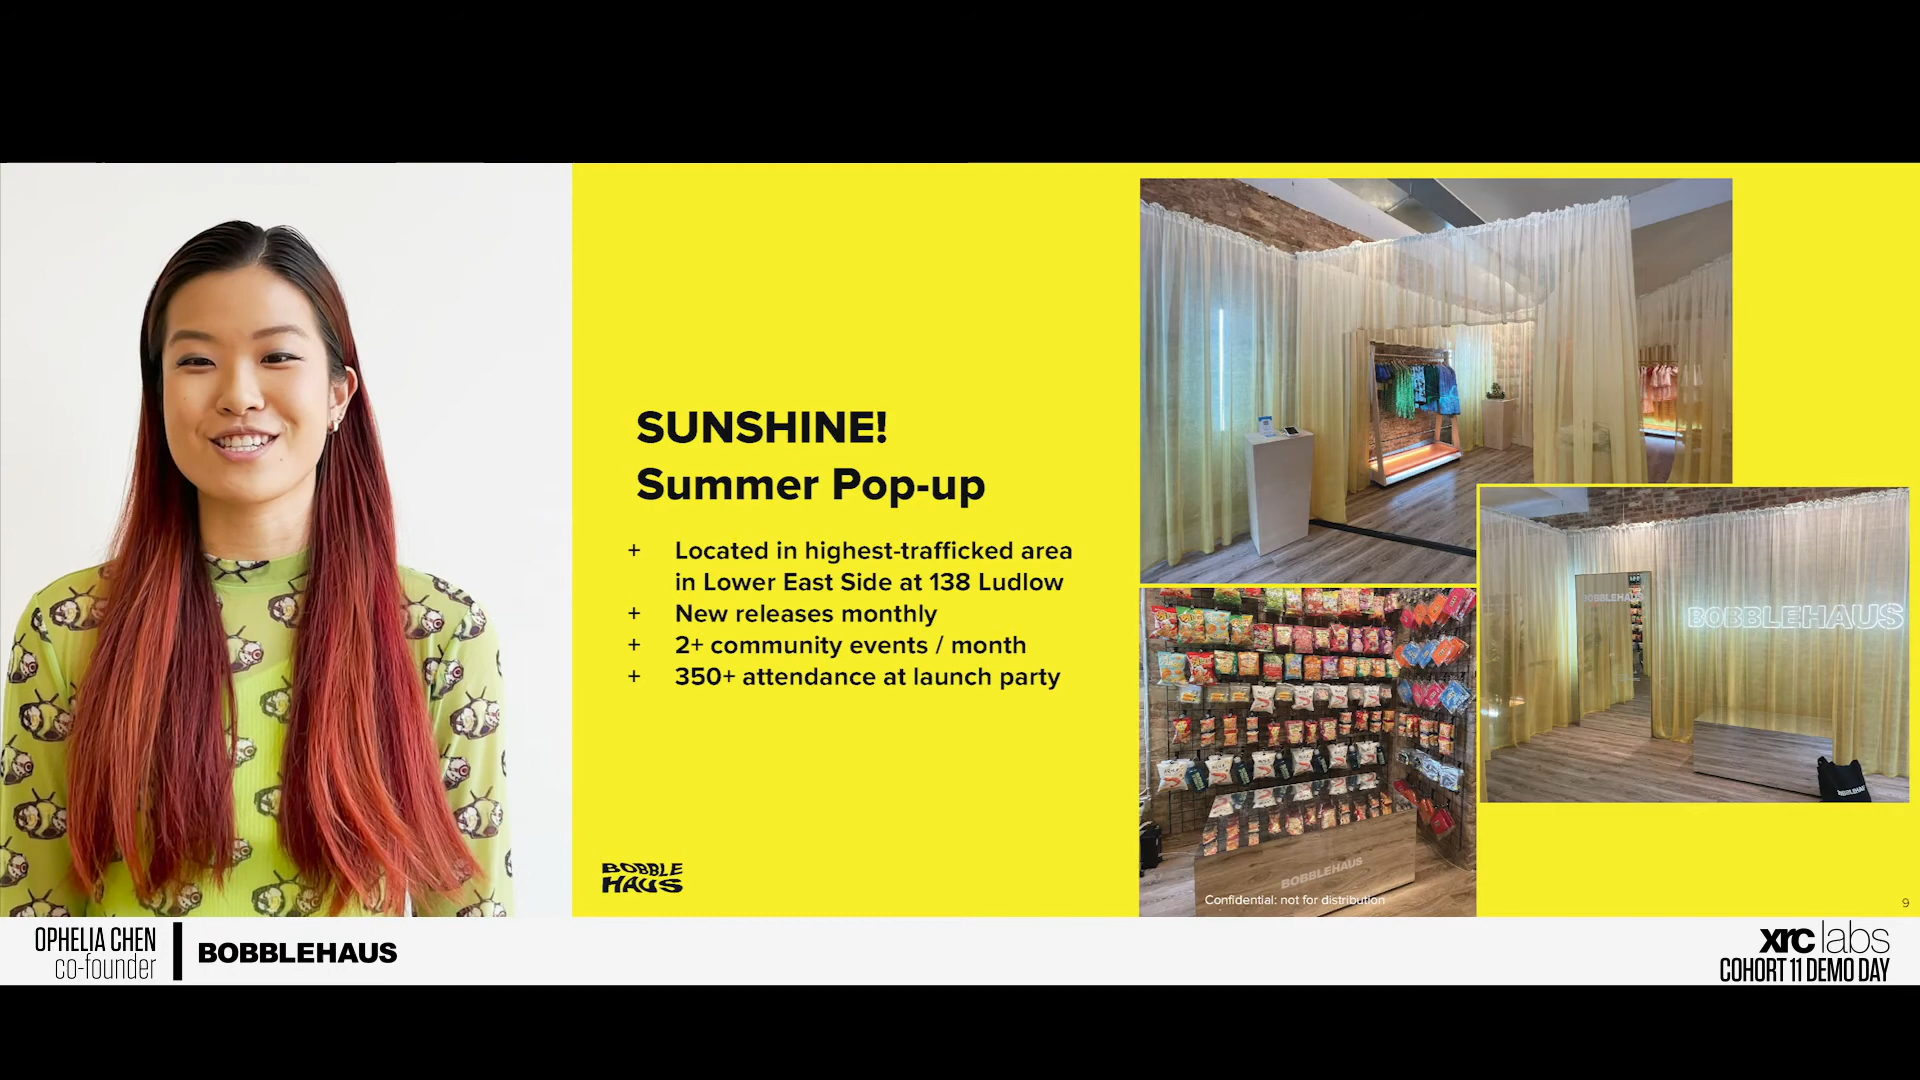 SUNSHINE!
Summer Pop-up
+ Located in highest-trafficked area
in Lower East Side at 138 Ludlow
+ New releases monthly
+ 2+ community events / month
+ 350+ attendance at launch party
BOBBLE
HAUS
BOBBLEHAUS
BOBBLEHAUS
BOBBLEHAUS
BOBBLEHAUS
Confidential: not for distribution
9
OPHELIA CHEN
co-founder
BOBBLEHAUS
xrc labs
COHORT 11 DEMO DAY